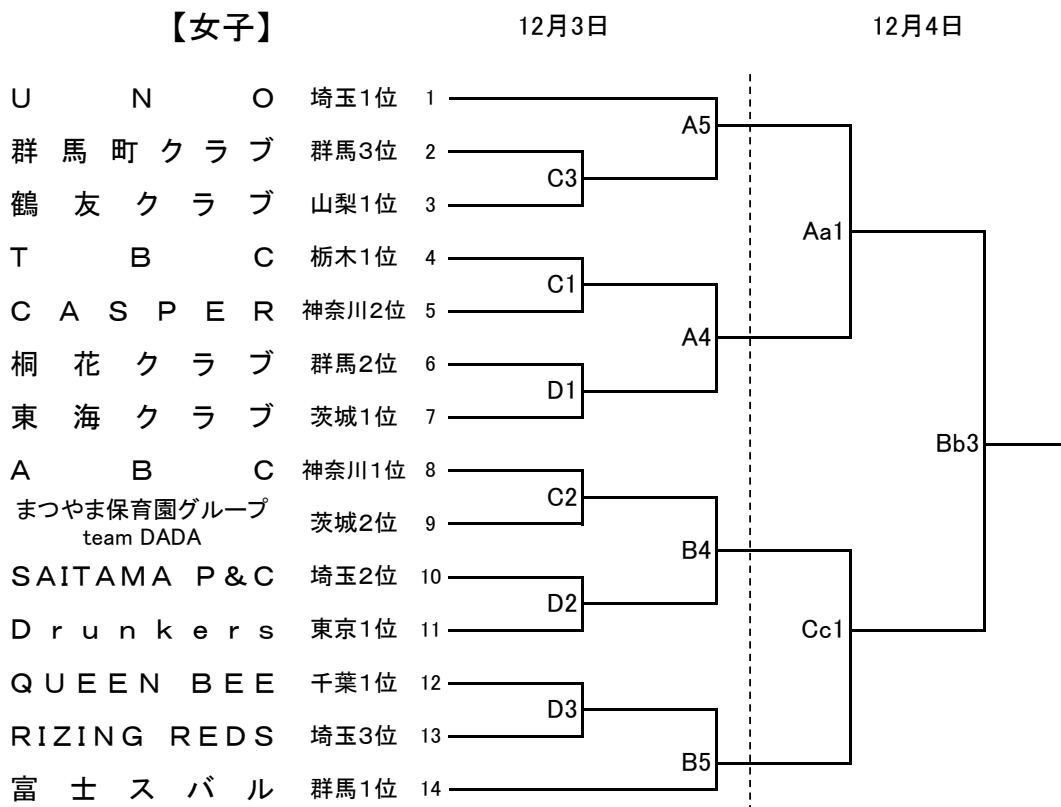 【女子】 12月3日 12月4日
U N O 埼玉1位 1
A5
群馬町クラブ 群馬3位 2
C3
鶴友クラブ 山梨1位 3
Aa1
T B C 栃木1位 4
C1
C A S P E R 神奈川2位 5
A4
桐花クラブ 群馬2位 6
D1
東海クラブ 茨城1位 7
Bb3
A B C 神奈川1位 8
C2
まつやま保育園グループ
team DADA 茨城2位 9
B4
SAITAMA P&C 埼玉2位 10
D2
D r u n k e r s 東京1位 11
Cc1
QUEEN BEE 千葉1位 12
D3
RIZING REDS 埼玉3位 13
B5
富士スバル 群馬1位 14